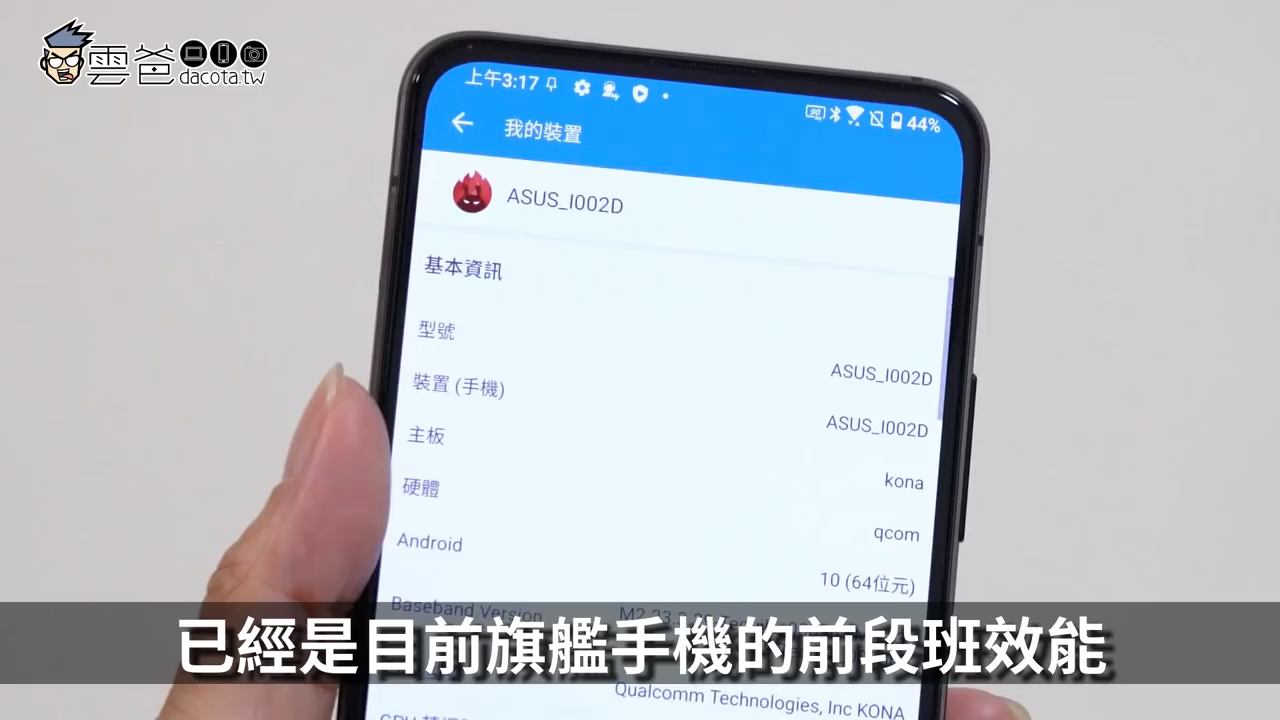 雲爸
dacota.tw
上午3:17
90
44%
我的裝置
ASUS_I002D
基本資訊
型號
ASUS_I002D
裝置 (手機)
ASUS_I002D
主板
kona
硬體
qcom
Android
10 (64位元)
Baseband Version
已經是目前旗艦手機的前段班效能
Qualcomm Technologies, Inc KONA